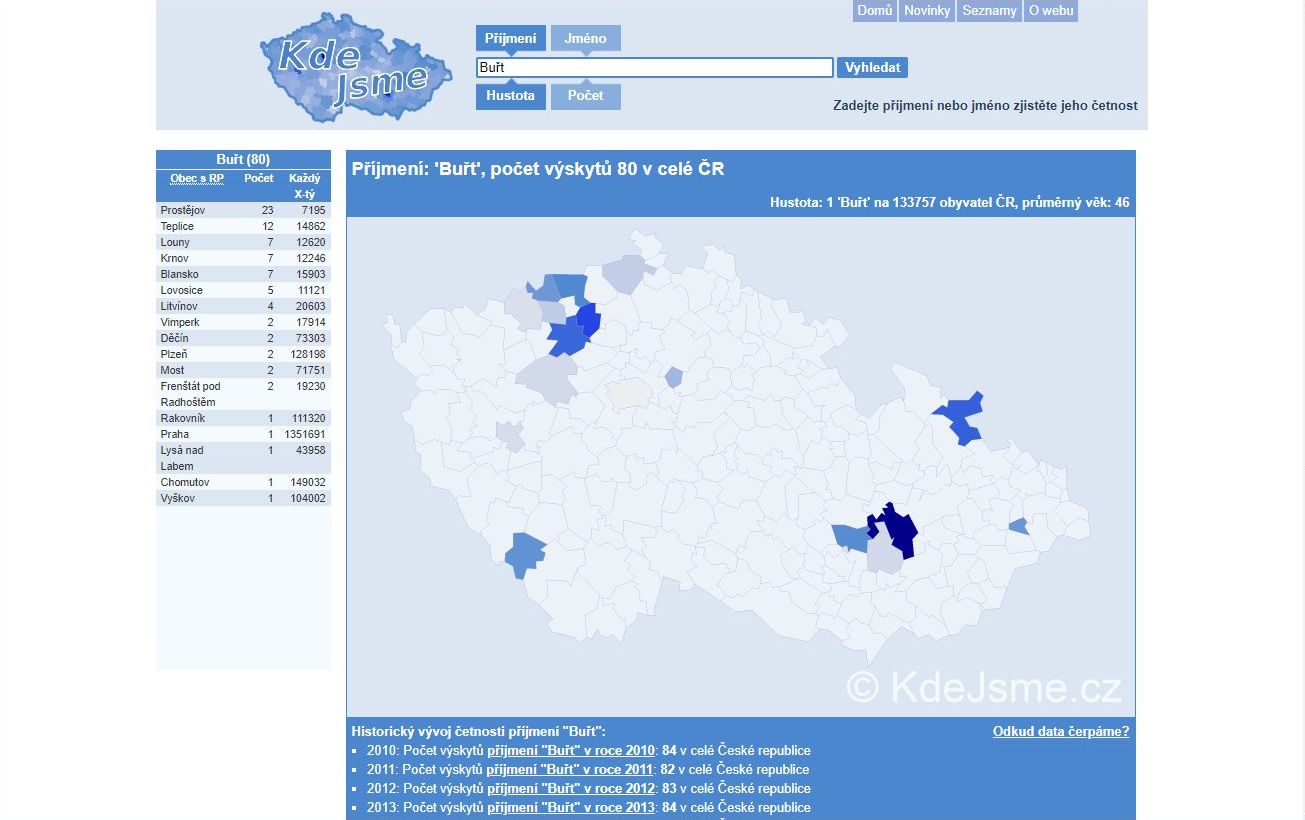 Domů Novinky Seznamy O webu
Kde
Jsme
Příjmení Jméno
Buřt Vyhledat
Hustota Počet
Zadejte příjmení nebo jméno zjistěte jeho četnost
Buřt (80)
Obec s RP Počet Každý X-tý
Prostějov 23 7195
Teplice 12 14862
Louny 7 12620
Krnov 7 12246
Blansko 7 15903
Lovosice 5 11121
Litvínov 4 20603
Vimperk 2 17914
Děčín 2 73303
Plzeň 2 128198
Most 2 71751
Frenštát pod Radhoštěm 2 19230
Rakovník 1 111320
Praha 1 1351691
Lysá nad Labem 1 43958
Chomutov 1 149032
Vyškov 1 104002
Příjmení: 'Buřt', počet výskytů 80 v celé ČR
Hustota: 1 'Buřt' na 133757 obyvatel ČR, průměrný věk: 46
© KdeJsme.cz
Historický vývoj četnosti příjmení "Buřt": Odkud data čerpáme?
2010: Počet výskytů příjmení "Buřt" v roce 2010: 84 v celé České republice
2011: Počet výskytů příjmení "Buřt" v roce 2011: 82 v celé České republice
2012: Počet výskytů příjmení "Buřt" v roce 2012: 83 v celé České republice
2013: Počet výskytů příjmení "Buřt" v roce 2013: 84 v celé České republice